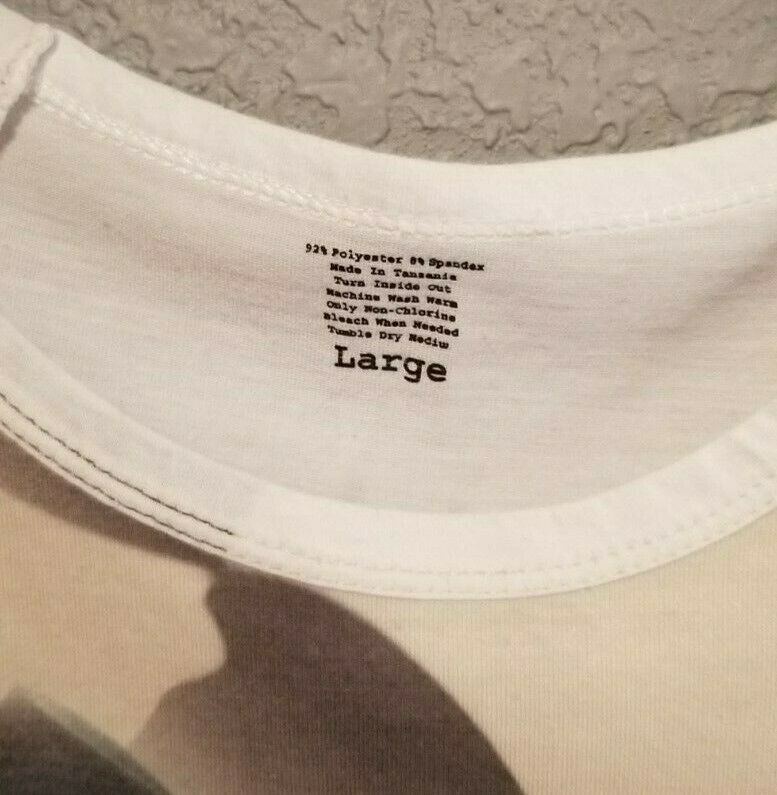 92% Polyester 8% Spandex
Made In Tanzania
Turn Inside Out
Machine Wash Warm
Only Non-Chlorine
Bleach When Needed
Tumble Dry Mediu
Large